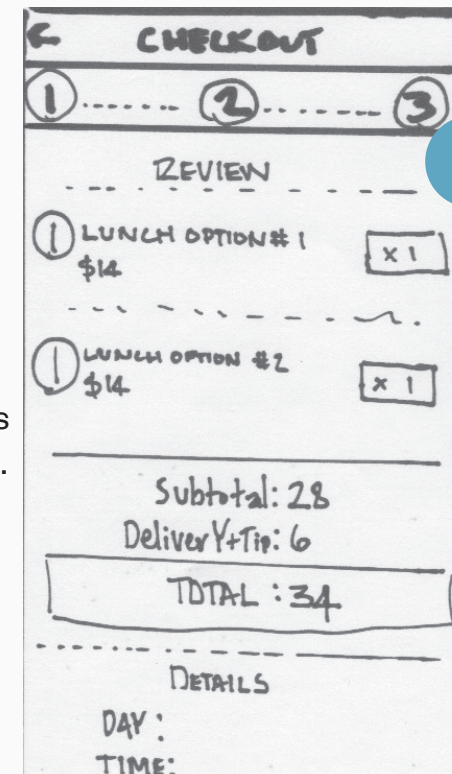 CHECKOUT
1 2 3
REVIEW
1 LUNCH OPTION #1
$14
X 1
1 LUNCH OPTION #2
$14
X 1
s
.
Subtotal: 28
Delivery+Tip: 6
TOTAL : 34
DETAILS
DAY :
TIME: